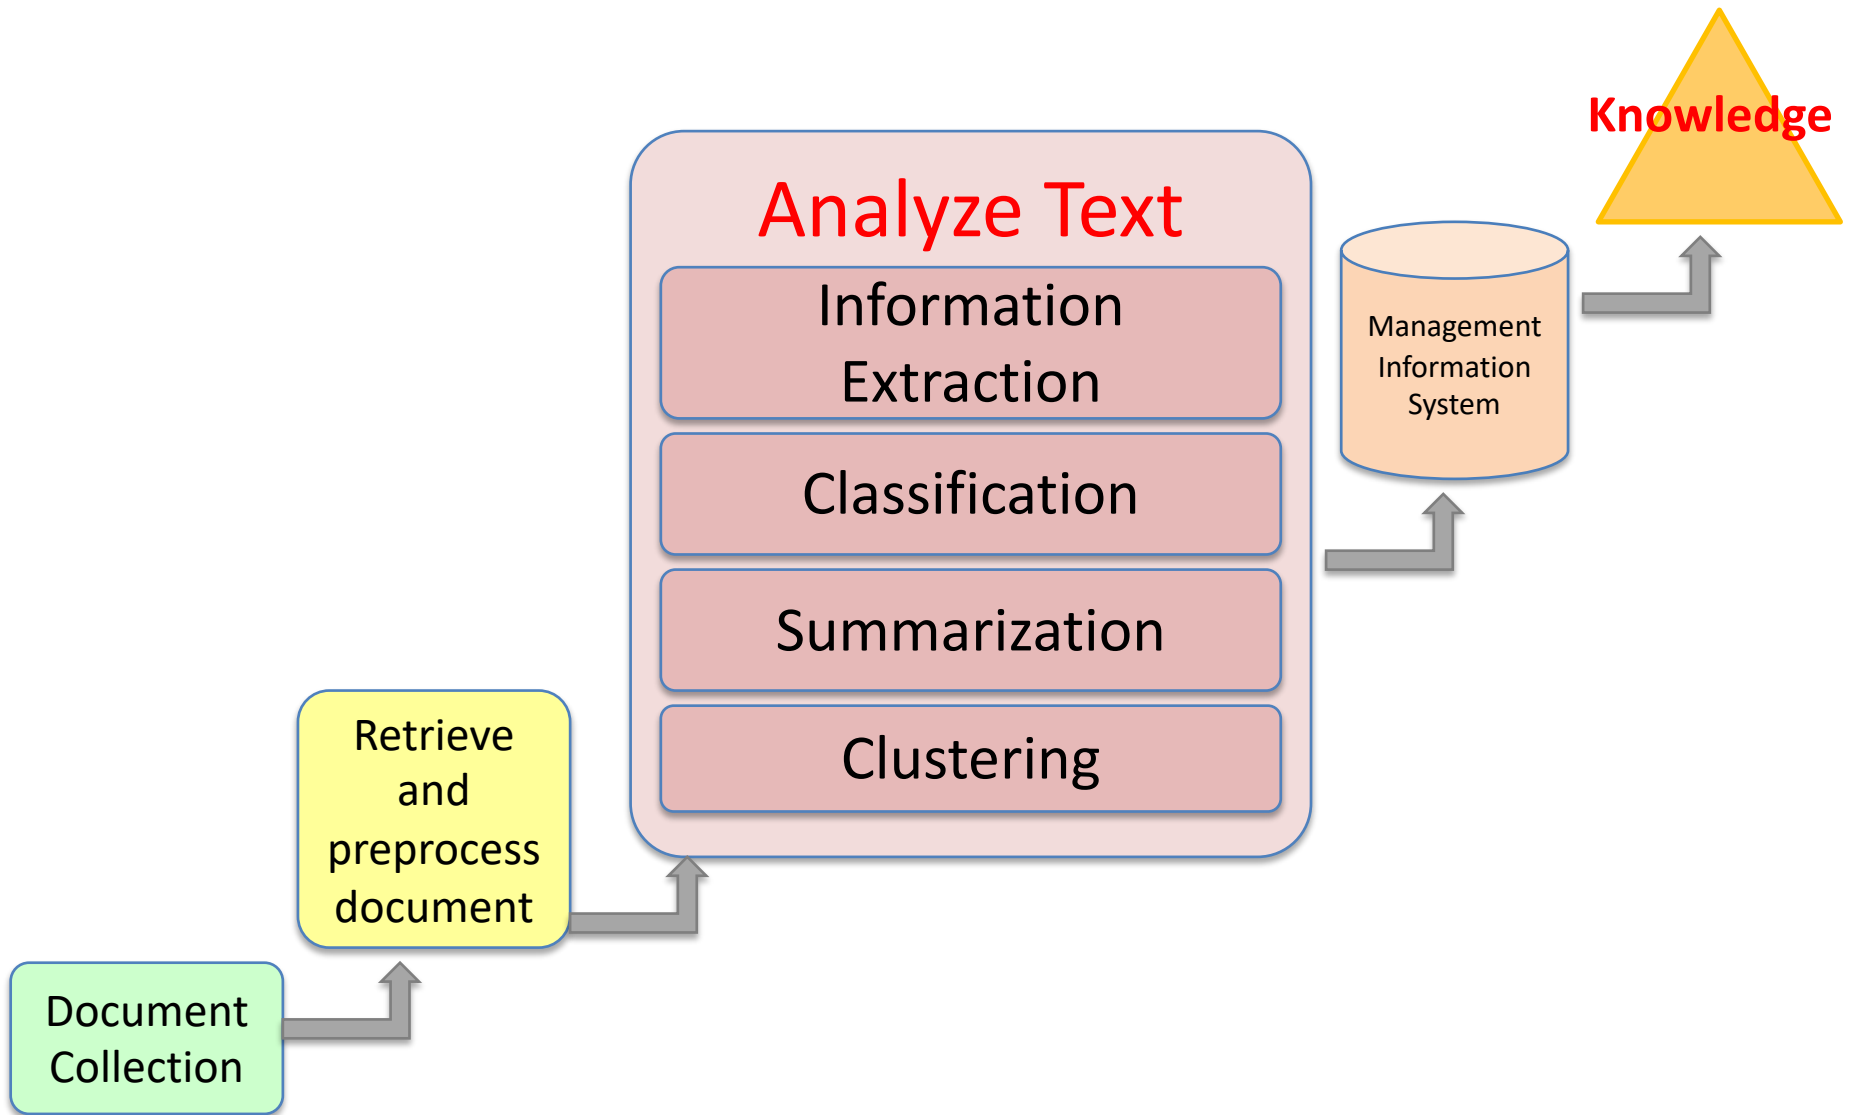 Knowledge
Analyze Text
Information
Extraction
Classification
Summarization
Clustering
Management
Information
System
Retrieve
and
preprocess
document
Document
Collection